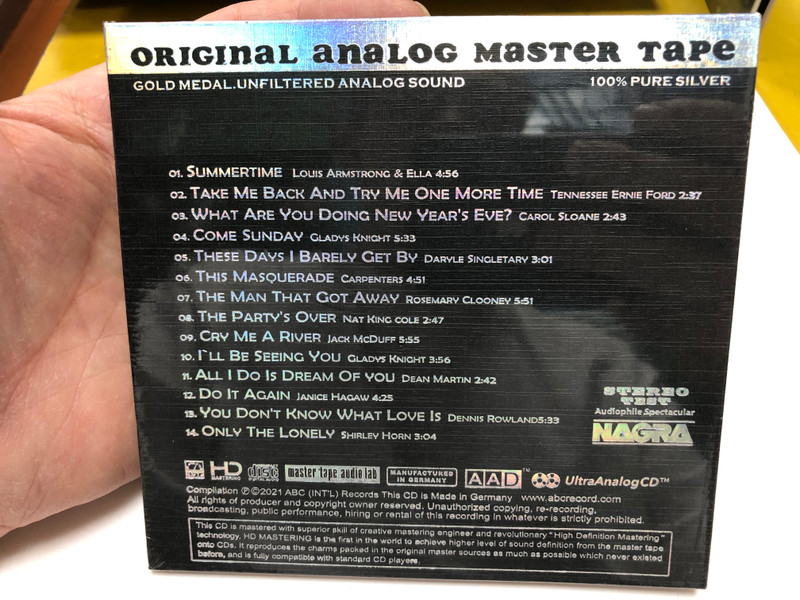 ORIGINAL ANALOG MASTER TAPE
GOLD MEDAL.UNFILTERED ANALOG SOUND 100% PURE SILVER
01. SUMMERTIME LOUIS ARMSTRONG & ELLA 4:56
02. TAKE ME BACK AND TRY ME ONE MORE TIME TENNESSEE ERNIE FORD 2:37
03. WHAT ARE YOU DOING NEW YEAR'S EVE? CAROL SLOANE 2:43
04. COME SUNDAY GLADYS KNIGHT 5:33
05. THESE DAYS I BARELY GET BY DARYLE SINGLETARY 3:01
06. THIS MASQUERADE CARPENTERS 4:51
07. THE MAN THAT GOT AWAY ROSEMARY CLOONEY 5:51
08. THE PARTY'S OVER NAT KING COLE 2:47
09. CRY ME A RIVER JACK MCDUFF 5:55
10. I`LL BE SEEING YOU GLADYS KNIGHT 3:56
11. ALL I DO IS DREAM OF YOU DEAN MARTIN 2:42
12. DO IT AGAIN JANICE HAGAW 4:25
13. YOU DON'T KNOW WHAT LOVE IS DENNIS ROWLAND5:33
14. ONLY THE LONELY SHIRLEY HORN 3:04
STEREO
TEST
Audiophile Spectacular
NAGRA
HD MASTERING COMPACT disc DIGITAL AUDIO master tape audio lab MANUFACTURED IN GERMANY AAD™ UltraAnalogCD™
Compilation ℗©2021 ABC (INT'L) Records This CD is Made in Germany www.abcrecord.com
All rights of producer and copyright owner reserved. Unauthorized copying, re-recording,
broadcasting, public performance, hiring or rental of this recording in whatever is strictly prohibited.
This CD is mastered with superior skill of creative mastering engineer and revolutionary "High Definition Mastering"
technology. HD MASTERING is the first in the world to achieve higher level of sound definition from the master tape
onto CDs. It reproduces the charms packed in the original master sources as much as possible which never existed
before, and is fully compatible with standard CD players.